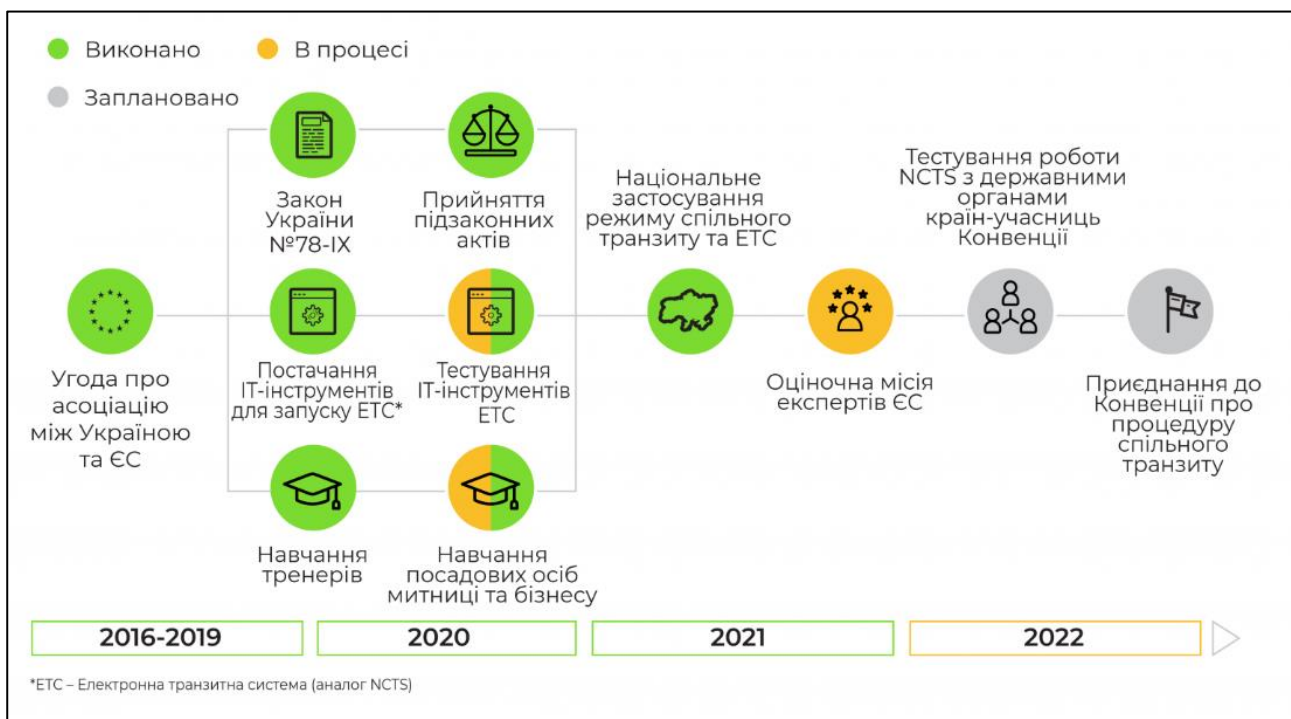 Виконано
В процесі
Заплановано
Закон
України
№78-IX
Прийняття
підзаконних
актів
Національне
застосування
режиму спільного
транзиту та ЕТС
Тестування роботи
NCTS з державними
органами
країн-учасниць
Конвенції
Угода про
асоціацію
між Україною
та ЄС
Постачання
ІТ-інструментів
для запуску ЕТС*
Тестування
ІТ-інструментів
ЕТС
Оціночна місія
експертів ЄС
Приєднання до
Конвенції про
процедуру
спільного
транзиту
Навчання
тренерів
Навчання
посадових осіб
митниці та бізнесу
2016-2019
2020
2021
2022
*ЕТС – Електронна транзитна система (аналог NCTS)